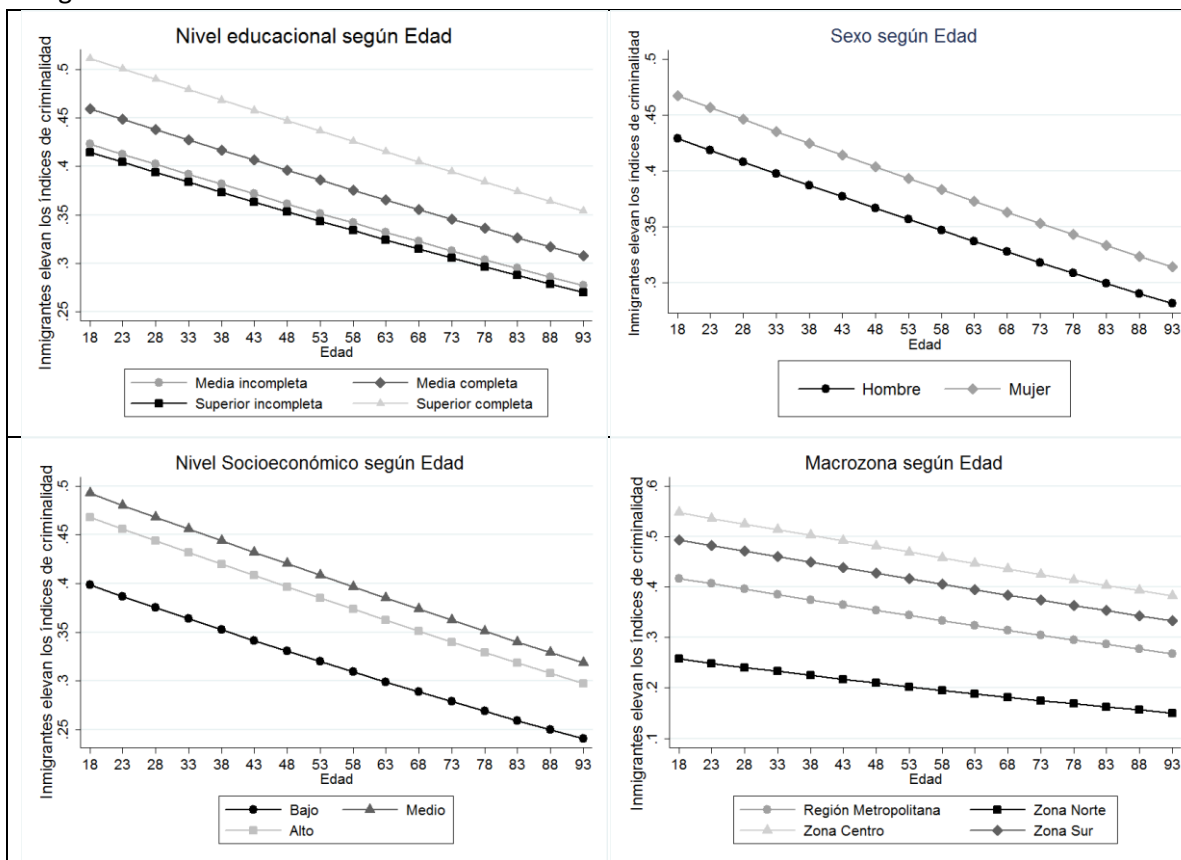 Nivel educacional según Edad
Inmigrantes elevan los índices de criminalidad
.5
.45
.4
.35
.3
.25
18 23 28 33 38 43 48 53 58 63 68 73 78 83 88 93
Edad
Media incompleta Media completa
Superior incompleta Superior completa
Sexo según Edad
Inmigrantes elevan los índices de criminalidad
.5
.45
.4
.35
.3
18 23 28 33 38 43 48 53 58 63 68 73 78 83 88 93
Edad
Hombre Mujer
Nivel Socioeconómico según Edad
Inmigrantes elevan los índices de criminalidad
.5
.45
.4
.35
.3
.25
18 23 28 33 38 43 48 53 58 63 68 73 78 83 88 93
Edad
Bajo Medio
Alto
Macrozona según Edad
Inmigrantes elevan los índices de criminalidad
.6
.5
.4
.3
.2
.1
18 23 28 33 38 43 48 53 58 63 68 73 78 83 88 93
Edad
Región Metropolitana Zona Norte
Zona Centro Zona Sur